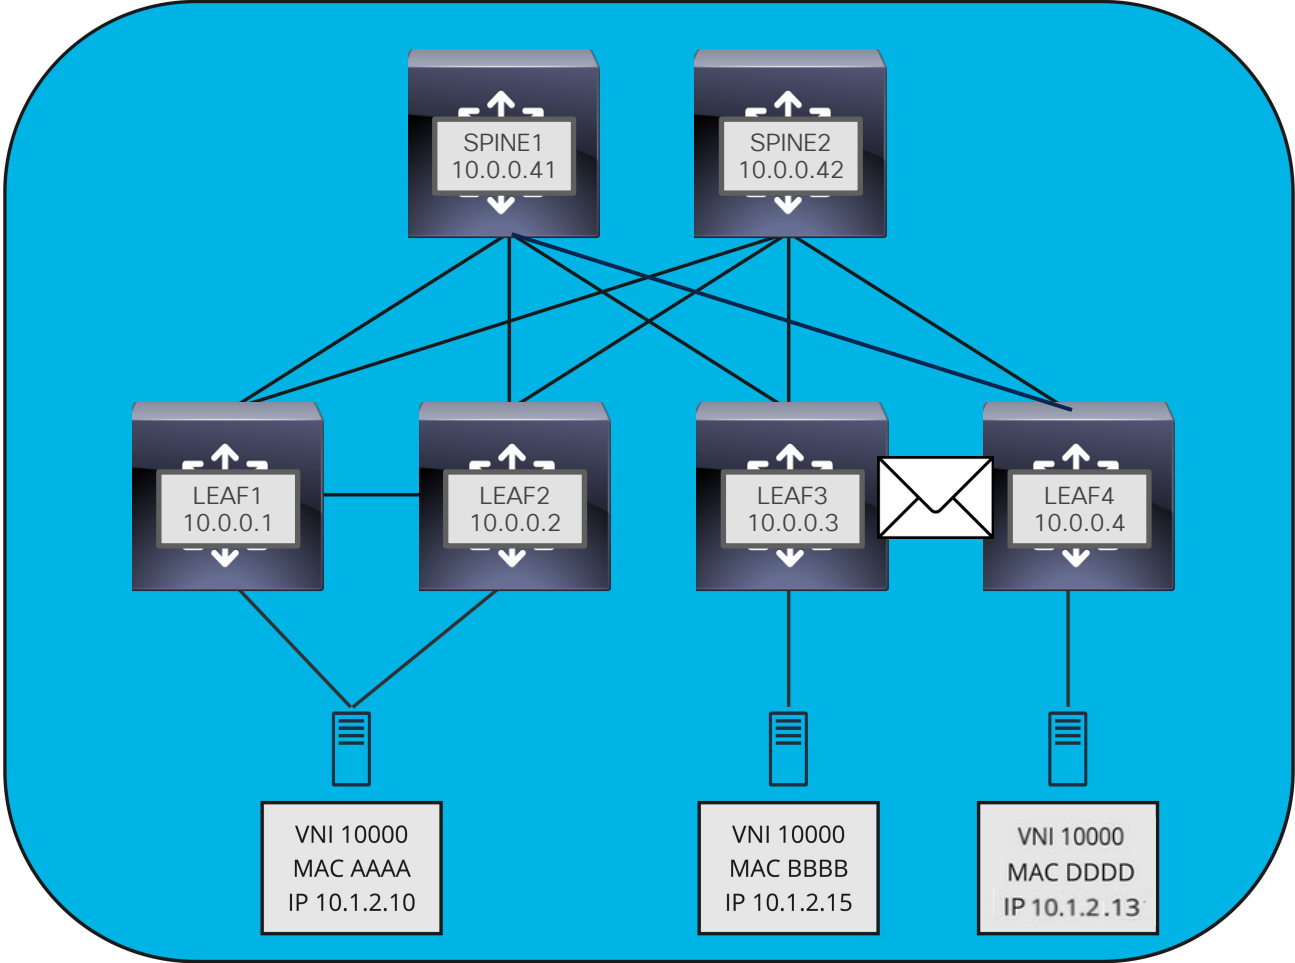 SPINE1
10.0.0.41
SPINE2
10.0.0.42
LEAF1
10.0.0.1
LEAF2
10.0.0.2
LEAF3
10.0.0.3
LEAF4
10.0.0.4
VNI 10000
MAC AAAA
IP 10.1.2.10
VNI 10000
MAC BBBB
IP 10.1.2.15
VNI 10000
MAC DDDD
IP 10.1.2.13